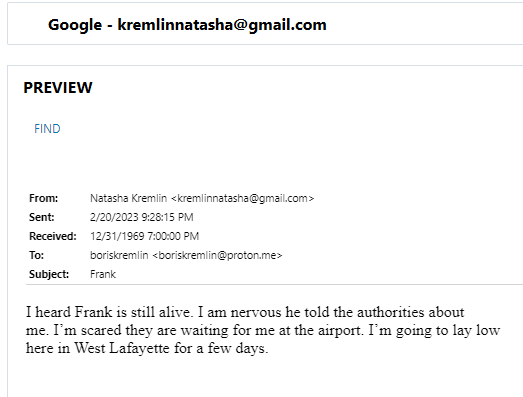 Google - kremlinnatasha@gmail.com
PREVIEW
FIND
From: Natasha Kremlin <kremlinnatasha@gmail.com>
Sent: 2/20/2023 9:28:15 PM
Received: 12/31/1969 7:00:00 PM
To: boriskremlin <boriskremlin@proton.me>
Subject: Frank
I heard Frank is still alive. I am nervous he told the authorities about
me. I’m scared they are waiting for me at the airport. I’m going to lay low
here in West Lafayette for a few days.